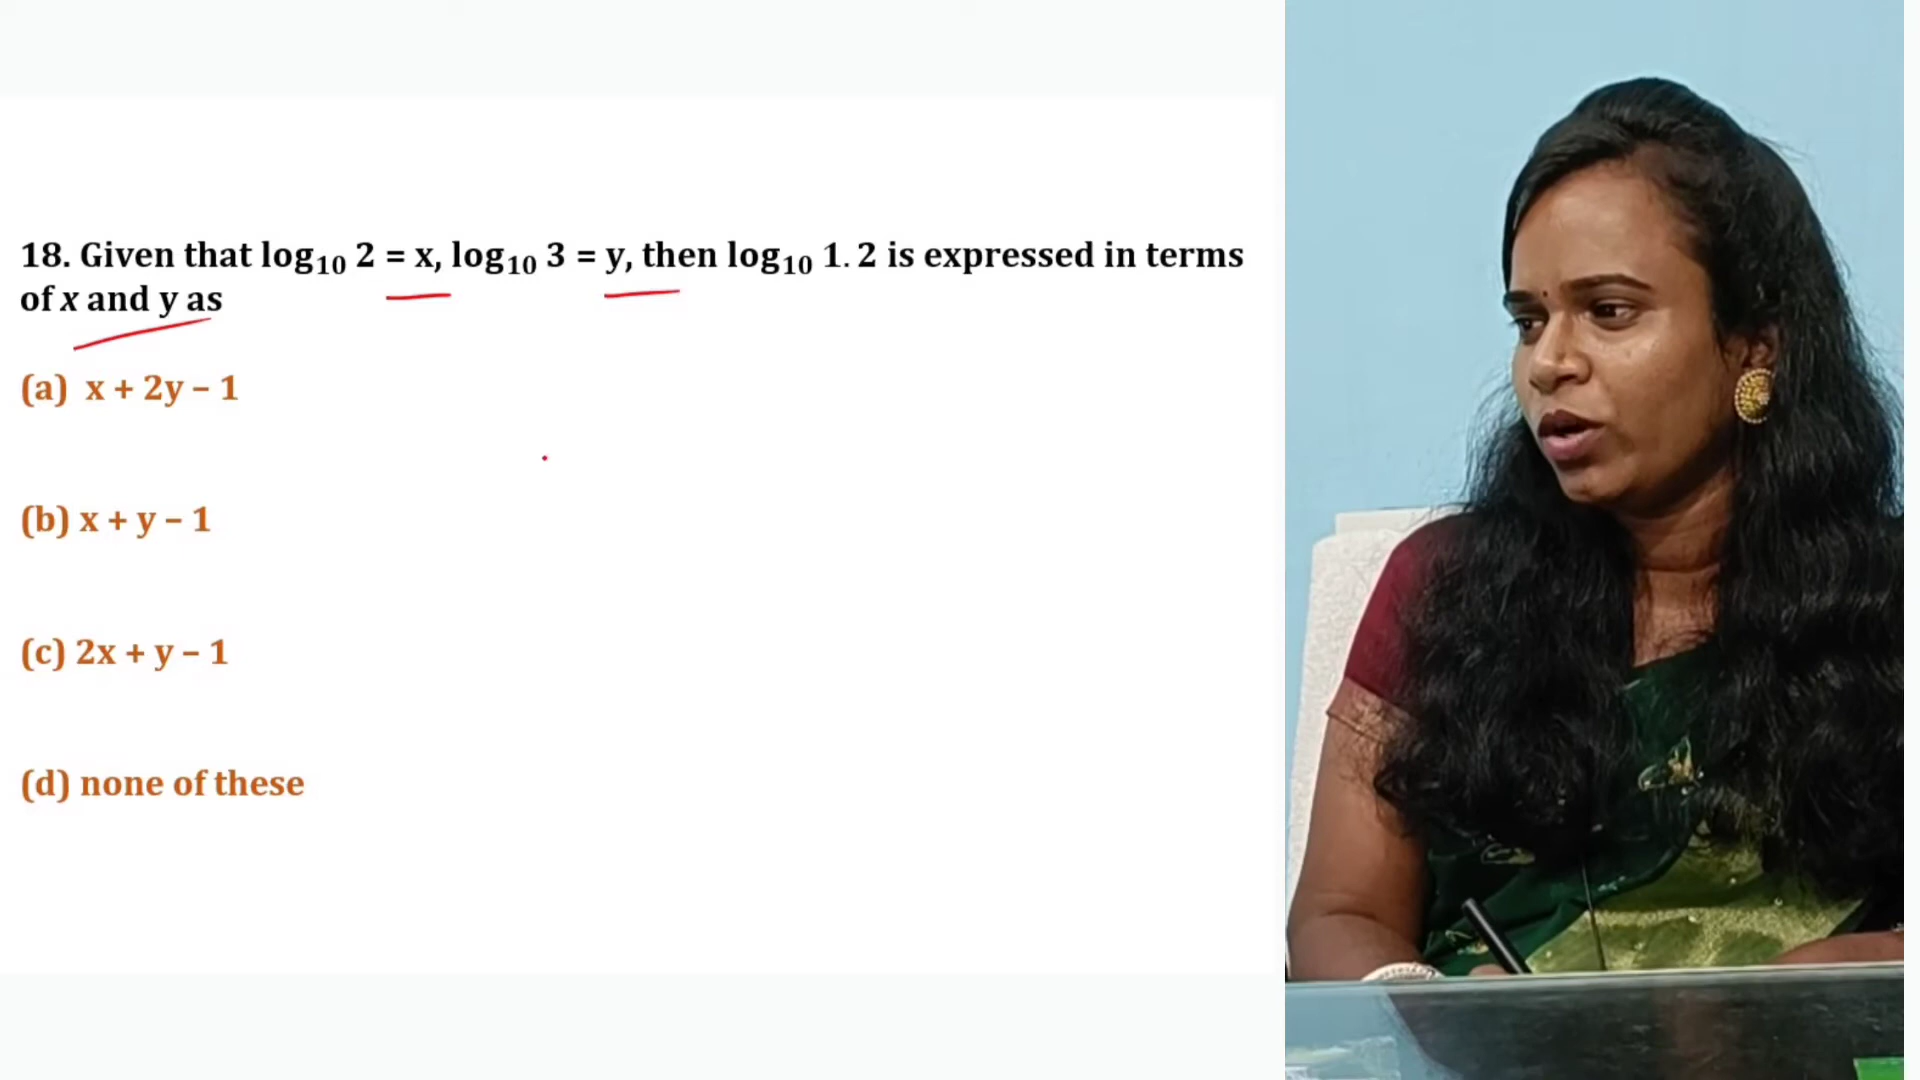 18. Given that log₁₀ 2 = x, log₁₀ 3 = y, then log₁₀ 1. 2 is expressed in terms
of x and y as
(a) x + 2y – 1
(b) x + y – 1
(c) 2x + y – 1
(d) none of these